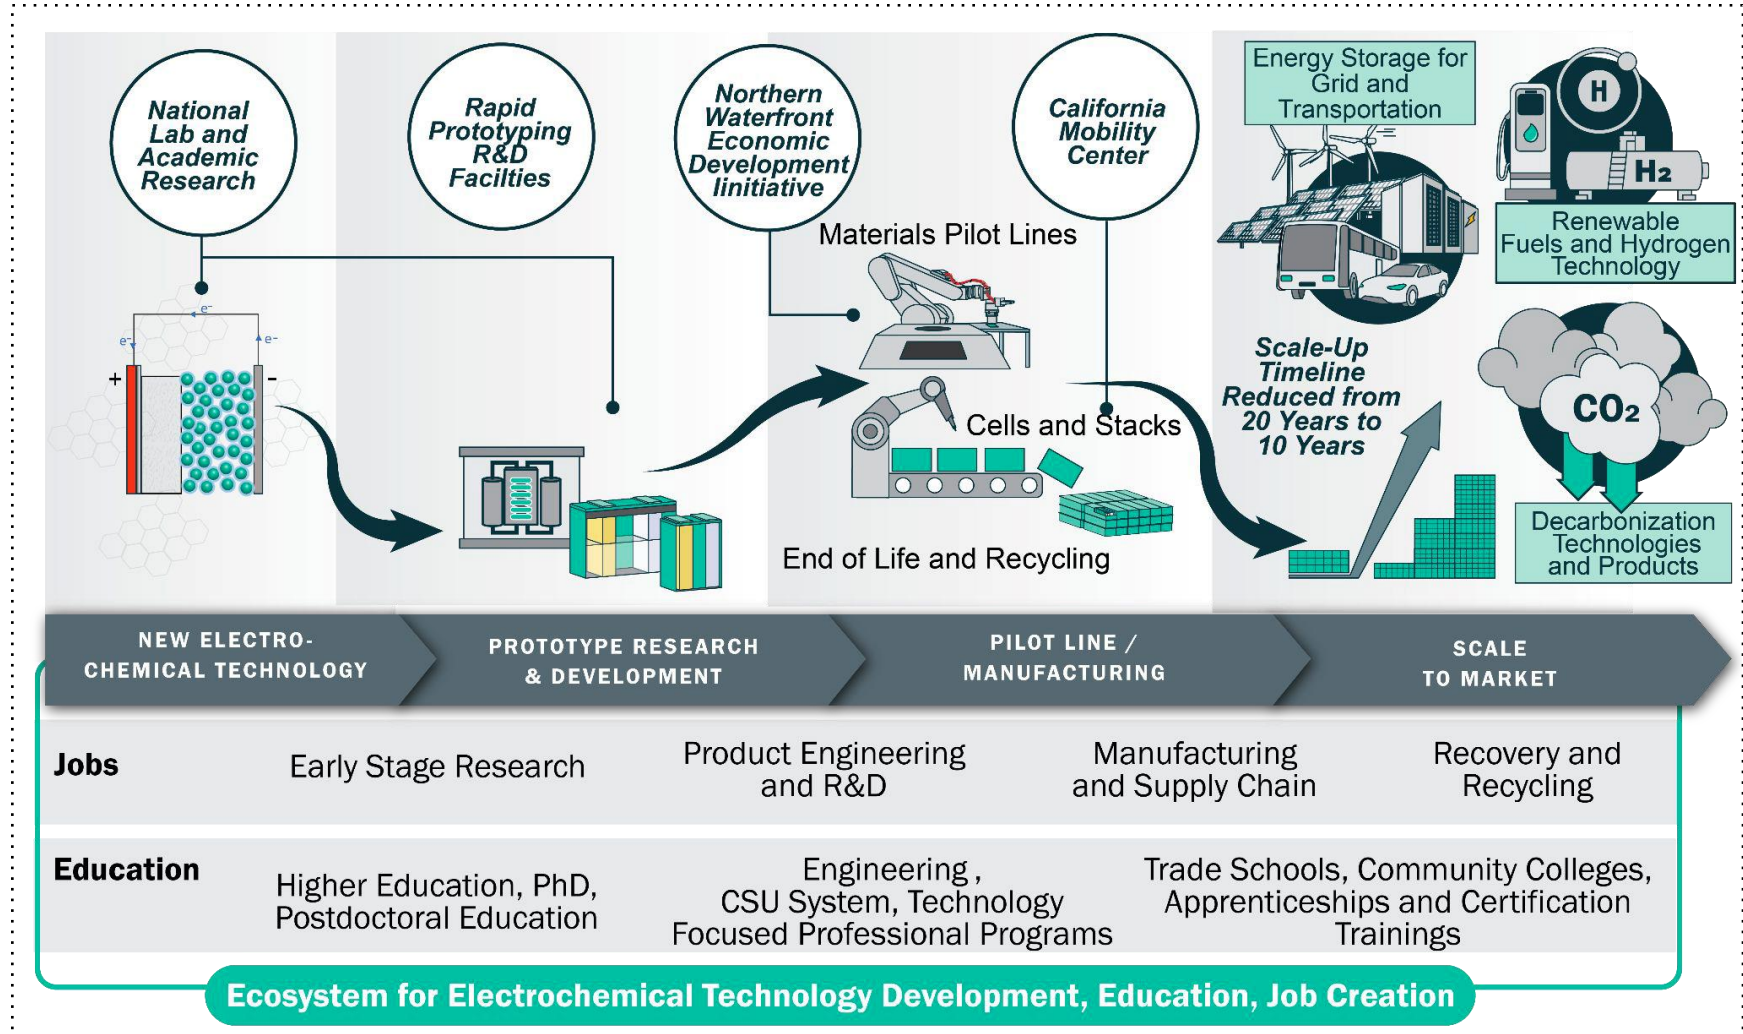 National
Lab and
Academic
Research
Rapid
Prototyping
R&D
Facilties
Northern
Waterfront
Economic
Development
Iinitiative
California
Mobility
Center
Energy Storage for
Grid and
Transportation
H
H2
Renewable
Fuels and Hydrogen
Technology
Materials Pilot Lines
e-
e-
e-
+
-
Cells and Stacks
End of Life and Recycling
Scale-Up
Timeline
Reduced from
20 Years to
10 Years
CO2
Decarbonization
Technologies
and Products
NEW ELECTRO-
CHEMICAL TECHNOLOGY
PROTOTYPE RESEARCH
& DEVELOPMENT
PILOT LINE /
MANUFACTURING
SCALE
TO MARKET
Jobs
Early Stage Research
Product Engineering
and R&D
Manufacturing
and Supply Chain
Recovery and
Recycling
Education
Higher Education, PhD,
Postdoctoral Education
Engineering ,
CSU System, Technology
Focused Professional Programs
Trade Schools, Community Colleges,
Apprenticeships and Certification
Trainings
Ecosystem for Electrochemical Technology Development, Education, Job Creation